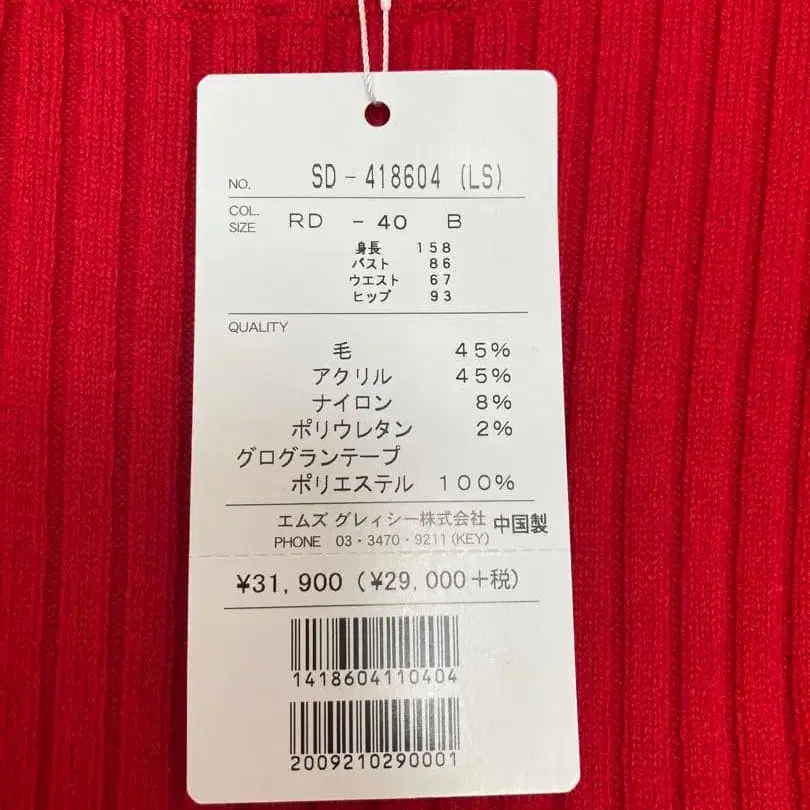 NO. SD-418604 (LS)
COL.
SIZE RD -40 B
身長 158
バスト 86
ウエスト 67
ヒップ 93
QUALITY
毛 45%
アクリル 45%
ナイロン 8%
ポリウレタン 2%
グログランテープ
ポリエステル 100%
エムズ グレィシー株式会社 中国製
PHONE 03・3470・9211(KEY)
¥31,900 (¥29,000+税)
1418604110404
2009210290001